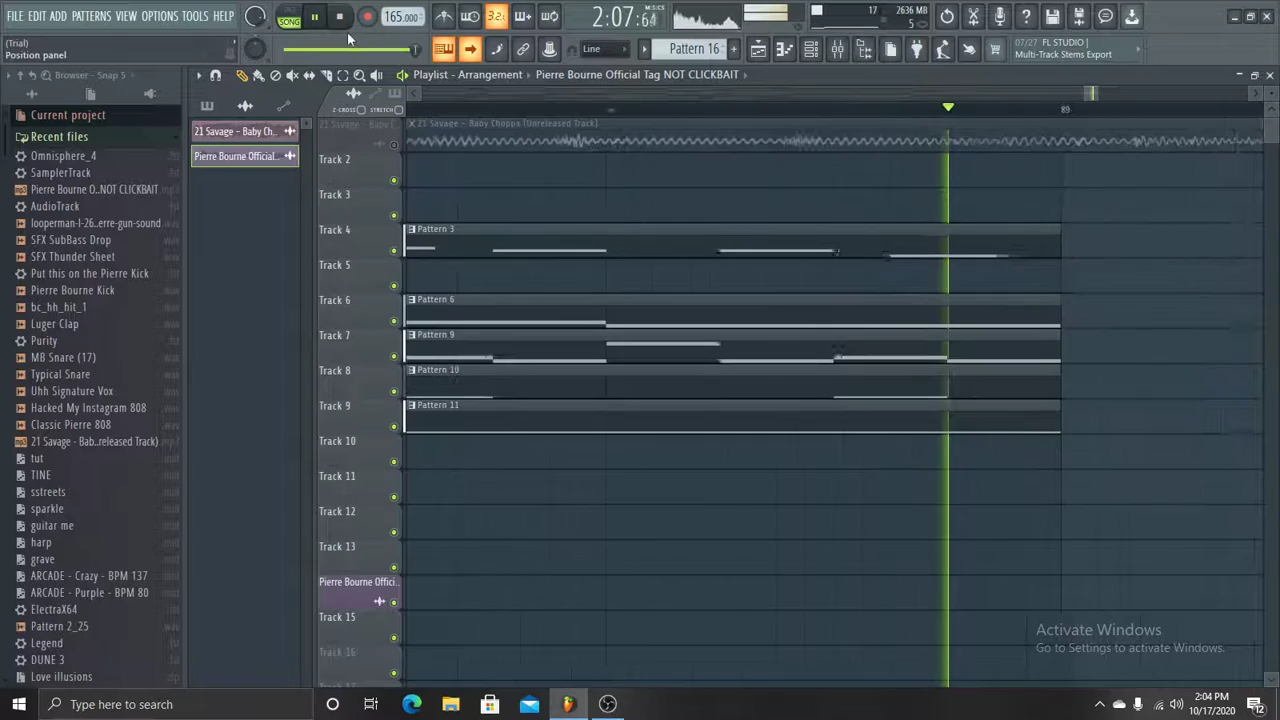 FILE EDIT ADD PATTERNS VIEW OPTIONS TOOLS HELP
SONG
165.000
3.2.
2:07:64
17
2636 MB
(Trial)
Position panel
Line
Pattern 16
07/27 FL STUDIO |
Multi-Track Stems Export
Browser - Snap 5
Playlist - Arrangement › Pierre Bourne Official Tag NOT CLICKBAIT
Z-CROSS STRETCH
89
Current project
Recent files
Omnisphere_4
SamplerTrack
Pierre Bourne O..NOT CLICKBAIT
AudioTrack
looperman-l-26..erre-gun-sound
SFX SubBass Drop
SFX Thunder Sheet
Put this on the Pierre Kick
Pierre Bourne Kick
bc_hh_hit_1
Luger Clap
Purity
MB Snare (17)
Typical Snare
Uhh Signature Vox
Hacked My Instagram 808
Classic Pierre 808
21 Savage - Bab..released Track)
tut
TINE
sstreets
sparkle
guitar me
harp
grave
ARCADE - Crazy - BPM 137
ARCADE - Purple - BPM 80
ElectraX64
Pattern 2_25
Legend
DUNE 3
Love illusions
21 Savage - Baby Ch..
Pierre Bourne Official..
21 Savage - Baby Choppa (Unreleased Track)
Track 2
Track 3
Track 4
Pattern 3
Track 5
Track 6
Pattern 6
Track 7
Pattern 9
Track 8
Pattern 10
Track 9
Pattern 11
Track 10
Track 11
Track 12
Track 13
Pierre Bourne Offici..
Track 15
Track 16
Activate Windows
Go to Settings to activate Windows.
Type here to search
2:04 PM
10/17/2020
12